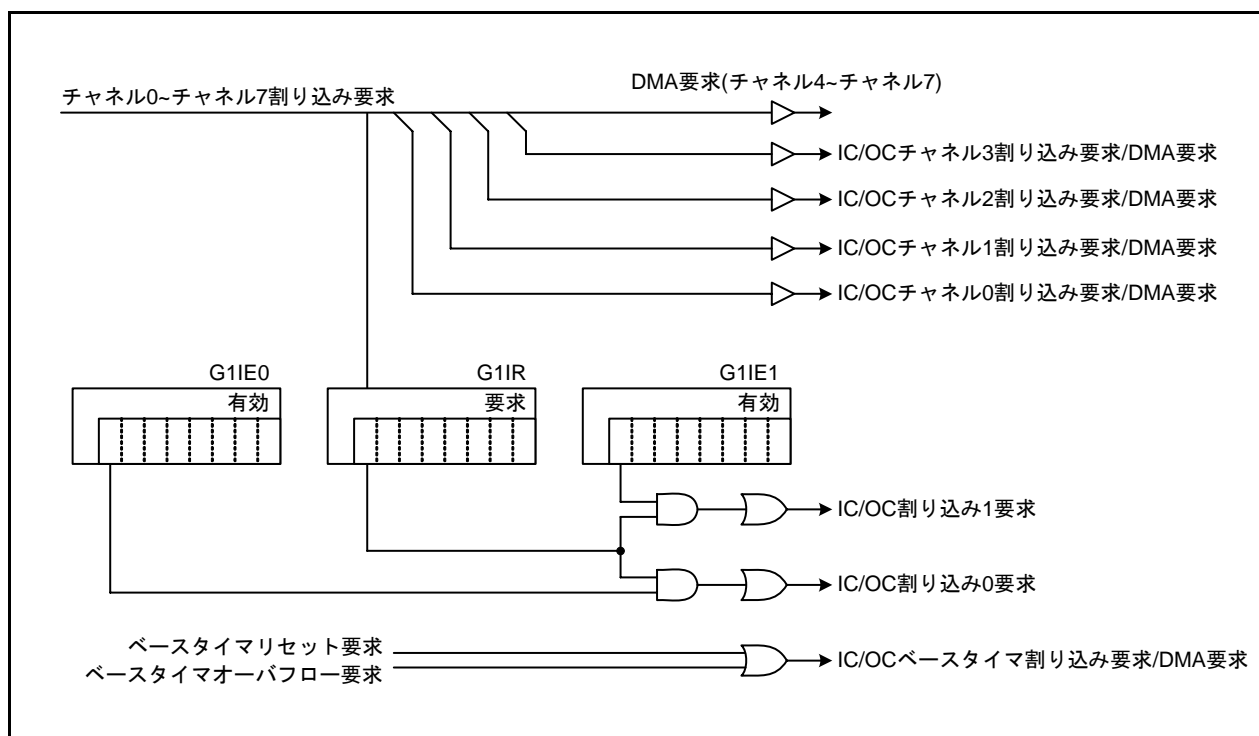 チャネル0~チャネル7割り込み要求
DMA要求(チャネル4~チャネル7)
IC/OCチャネル3割り込み要求/DMA要求
IC/OCチャネル2割り込み要求/DMA要求
IC/OCチャネル1割り込み要求/DMA要求
IC/OCチャネル0割り込み要求/DMA要求
G1IE0
有効
G1IR
要求
G1IE1
有効
IC/OC割り込み1要求
IC/OC割り込み0要求
ベースタイマリセット要求
ベースタイマオーバフロー要求
IC/OCベースタイマ割り込み要求/DMA要求